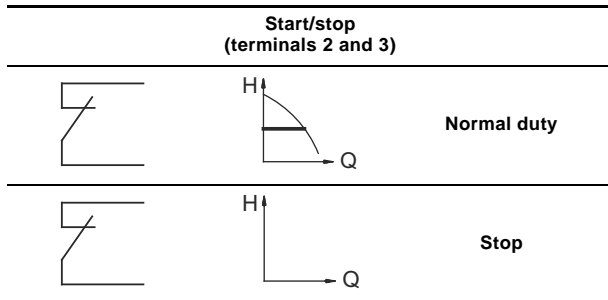 Start/stop
(terminals 2 and 3)
H
Q
Normal duty
H
Q
Stop